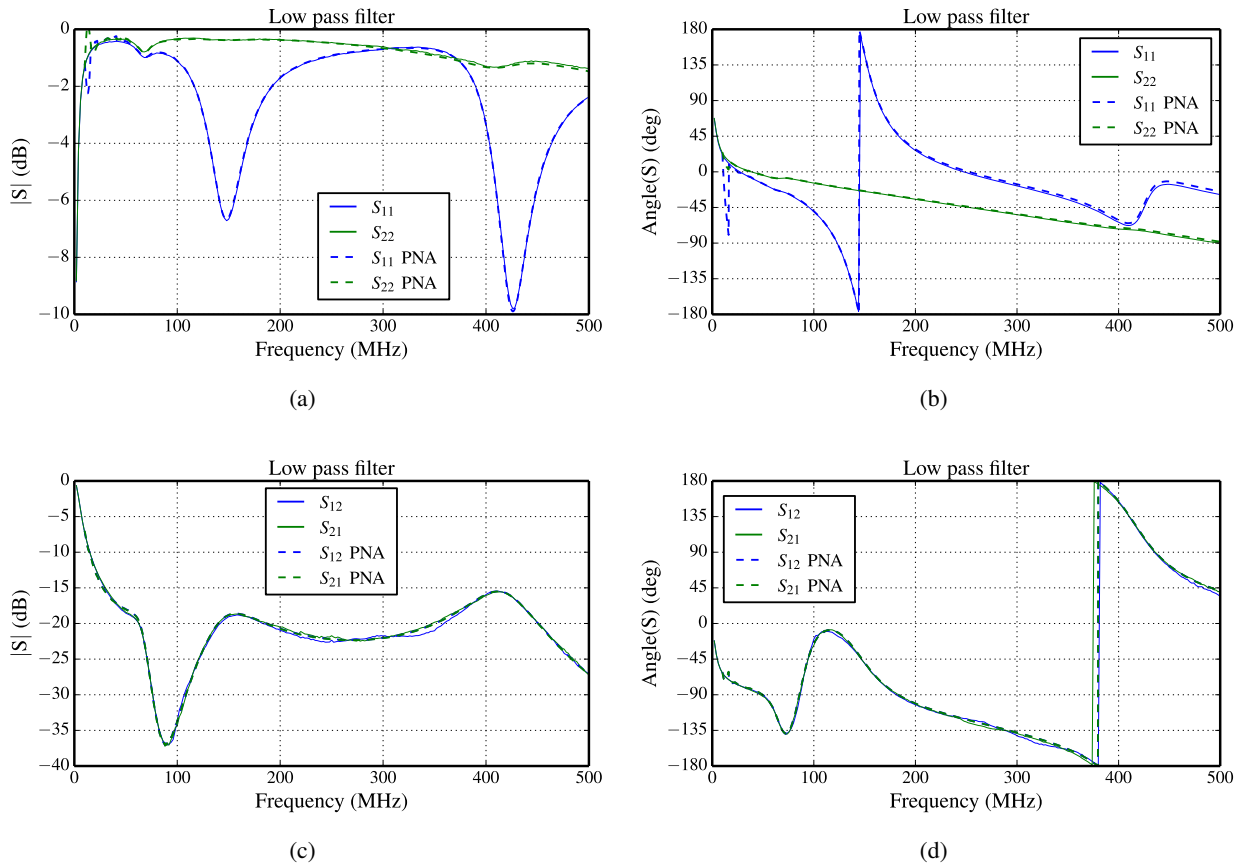 Low pass filter
0
−2
−4
−6
−8
−10
|S| (dB)
S11
S22
S11 PNA
S22 PNA
0 100 200 300 400 500
Frequency (MHz)
(a)
Low pass filter
180
135
90
45
0
−45
−90
−135
−180
Angle(S) (deg)
S11
S22
S11 PNA
S22 PNA
0 100 200 300 400 500
Frequency (MHz)
(b)
Low pass filter
0
−5
−10
−15
−20
−25
−30
−35
−40
|S| (dB)
S12
S21
S12 PNA
S21 PNA
0 100 200 300 400 500
Frequency (MHz)
(c)
Low pass filter
180
135
90
45
0
−45
−90
−135
−180
Angle(S) (deg)
S12
S21
S12 PNA
S21 PNA
0 100 200 300 400 500
Frequency (MHz)
(d)